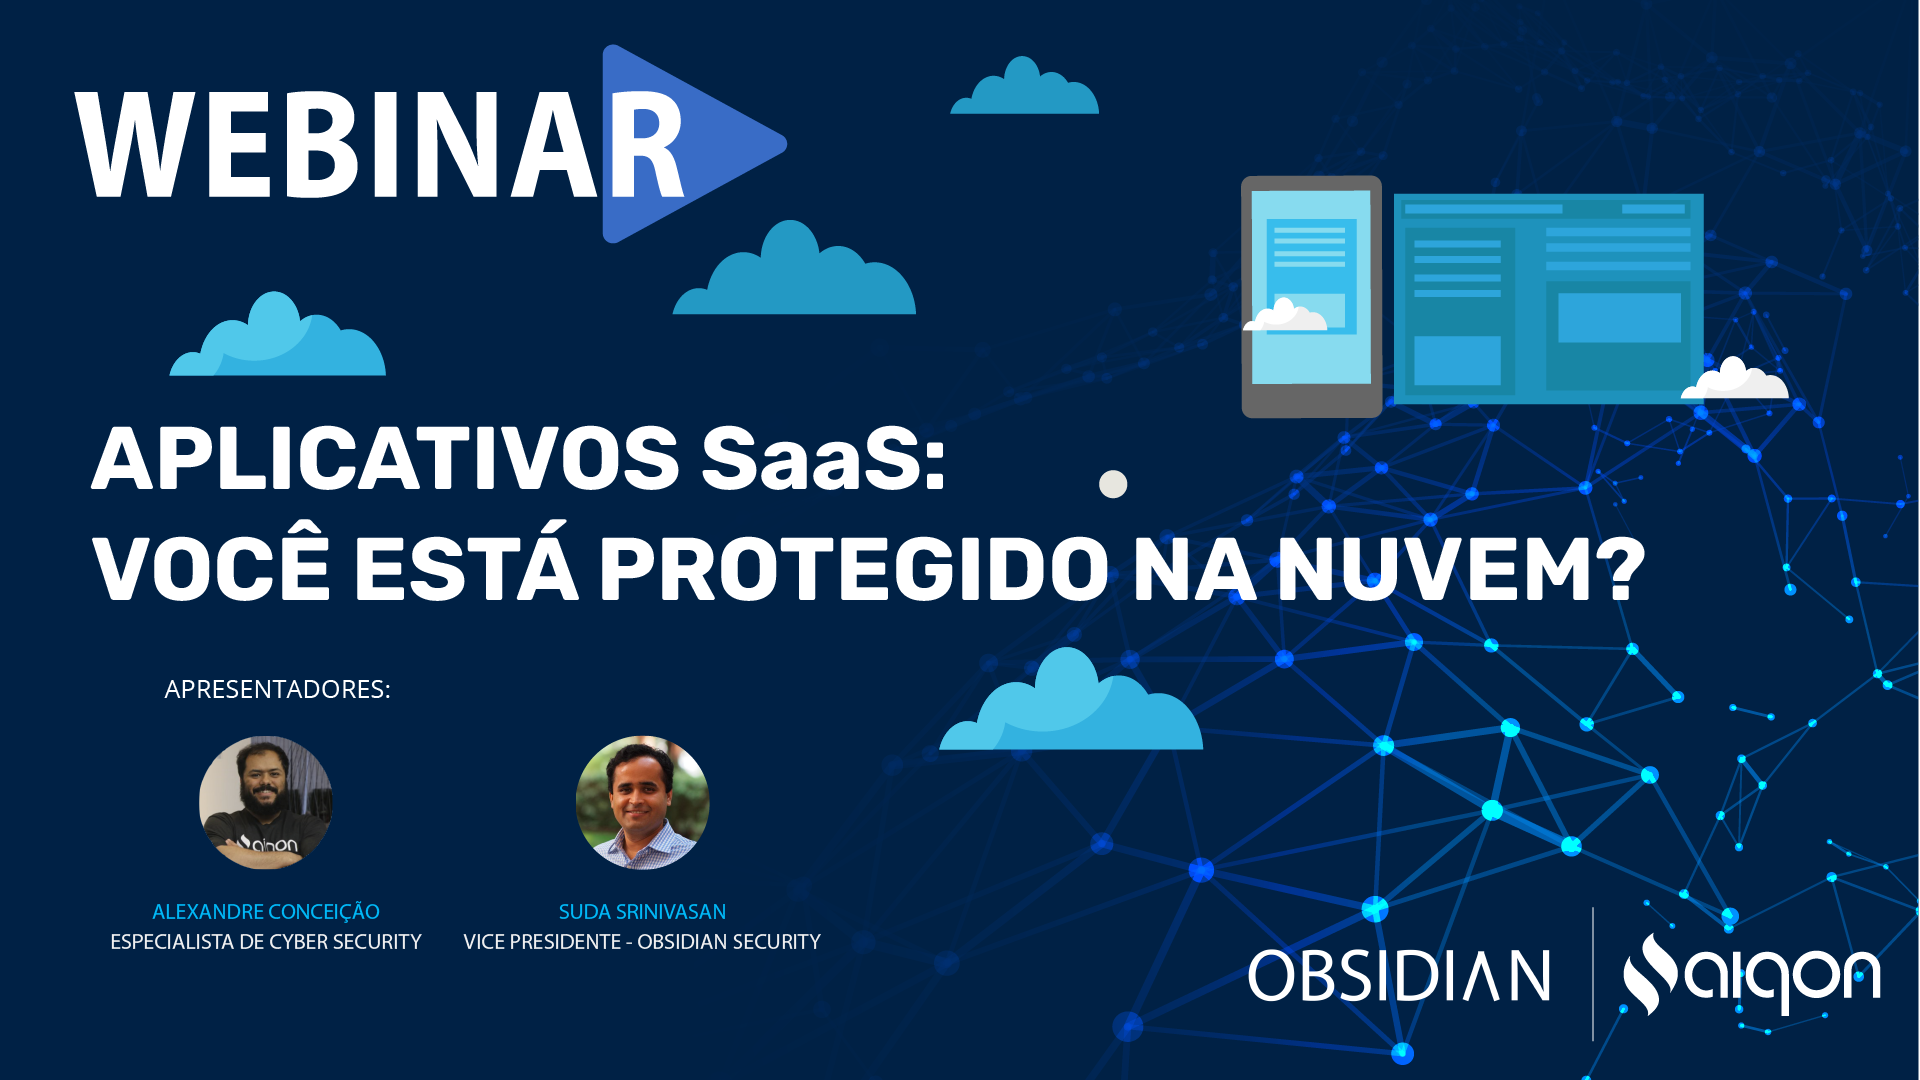 WEBINAR
APLICATIVOS SaaS:
VOCÊ ESTÁ PROTEGIDO NA NUVEM?
APRESENTADORES:
ALEXANDRE CONCEIÇÃO
ESPECIALISTA DE CYBER SECURITY
SUDA SRINIVASAN
VICE PRESIDENTE - OBSIDIAN SECURITY
OBSIDIAN
saiqon